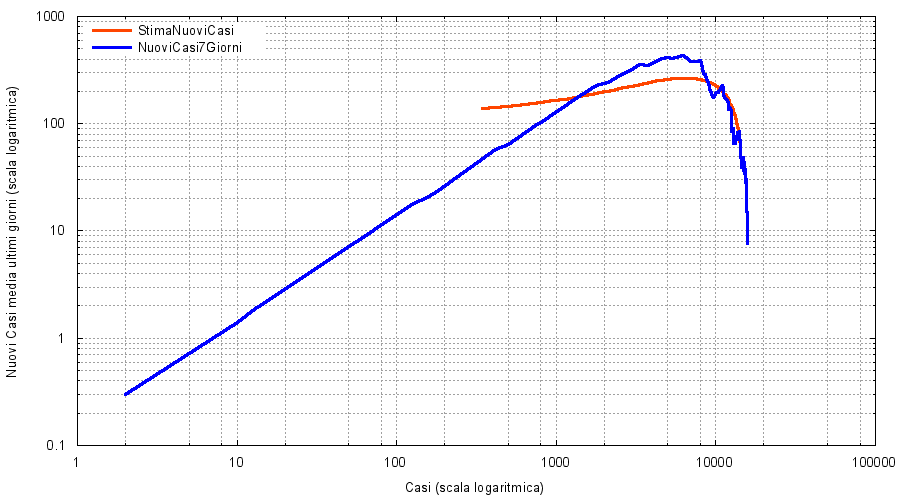 1000
StimaNuoviCasi
NuoviCasi7Giorni
100
10
1
0.1
Nuovi Casi media ultimi giorni (scala logaritmica)
1 10 100 1000 10000 100000
Casi (scala logaritmica)